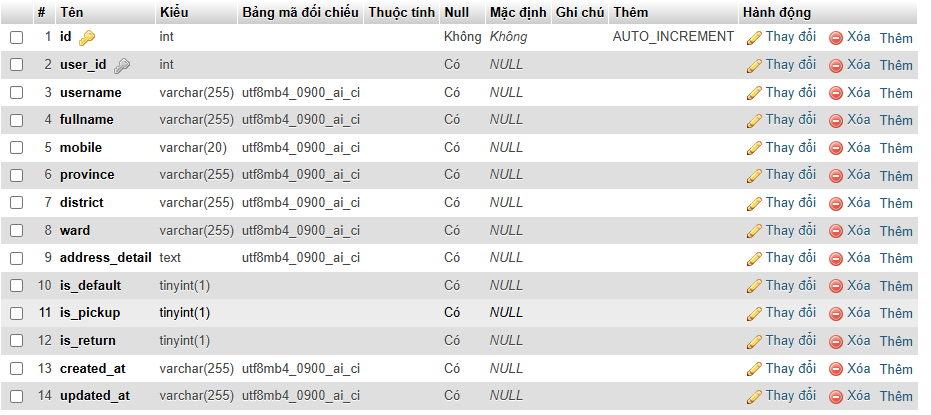 # Tên Kiểu Bảng mã đối chiếu Thuộc tính Null Mặc định Ghi chú Thêm Hành động
1 id int Không Không AUTO_INCREMENT Thay đổi Xóa Thêm
2 user_id int Có NULL Thay đổi Xóa Thêm
3 username varchar(255) utf8mb4_0900_ai_ci Có NULL Thay đổi Xóa Thêm
4 fullname varchar(255) utf8mb4_0900_ai_ci Có NULL Thay đổi Xóa Thêm
5 mobile varchar(20) utf8mb4_0900_ai_ci Có NULL Thay đổi Xóa Thêm
6 province varchar(255) utf8mb4_0900_ai_ci Có NULL Thay đổi Xóa Thêm
7 district varchar(255) utf8mb4_0900_ai_ci Có NULL Thay đổi Xóa Thêm
8 ward varchar(255) utf8mb4_0900_ai_ci Có NULL Thay đổi Xóa Thêm
9 address_detail text utf8mb4_0900_ai_ci Có NULL Thay đổi Xóa Thêm
10 is_default tinyint(1) Có NULL Thay đổi Xóa Thêm
11 is_pickup tinyint(1) Có NULL Thay đổi Xóa Thêm
12 is_return tinyint(1) Có NULL Thay đổi Xóa Thêm
13 created_at varchar(255) utf8mb4_0900_ai_ci Có NULL Thay đổi Xóa Thêm
14 updated_at varchar(255) utf8mb4_0900_ai_ci Có NULL Thay đổi Xóa Thêm